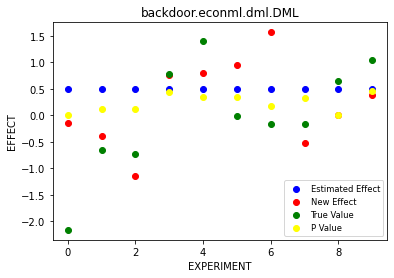 backdoor.econml.dml.DML
EFFECT
1.5
1.0
0.5
0.0
−0.5
−1.0
−1.5
−2.0
Estimated Effect
New Effect
True Value
P Value
0 2 4 6 8
EXPERIMENT